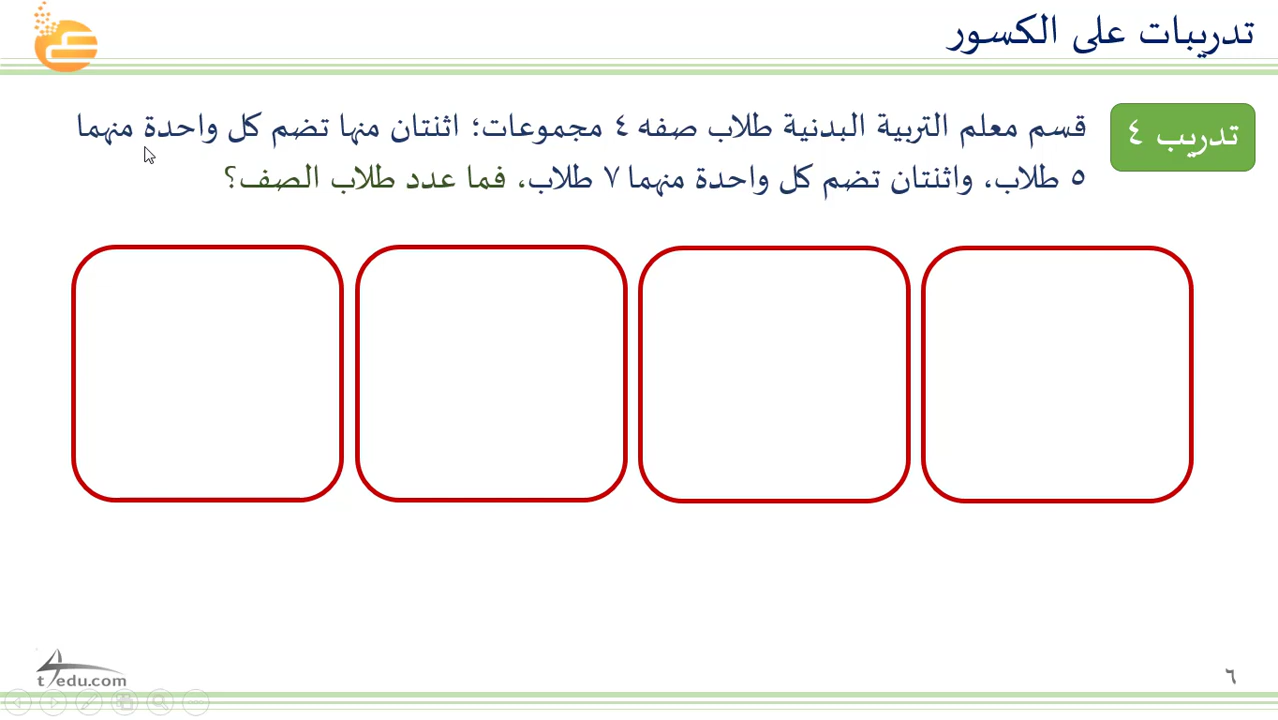 تدريبات على الكسور
تدريب ٤
قسم معلم التربية البدنية طلاب صفه ٤ مجموعات؛ اثنتان منها تضم كل واحدة منهما
٥ طلاب، واثنتان تضم كل واحدة منهما ٧ طلاب، فما عدد طلاب الصف؟
t4edu.com
٦